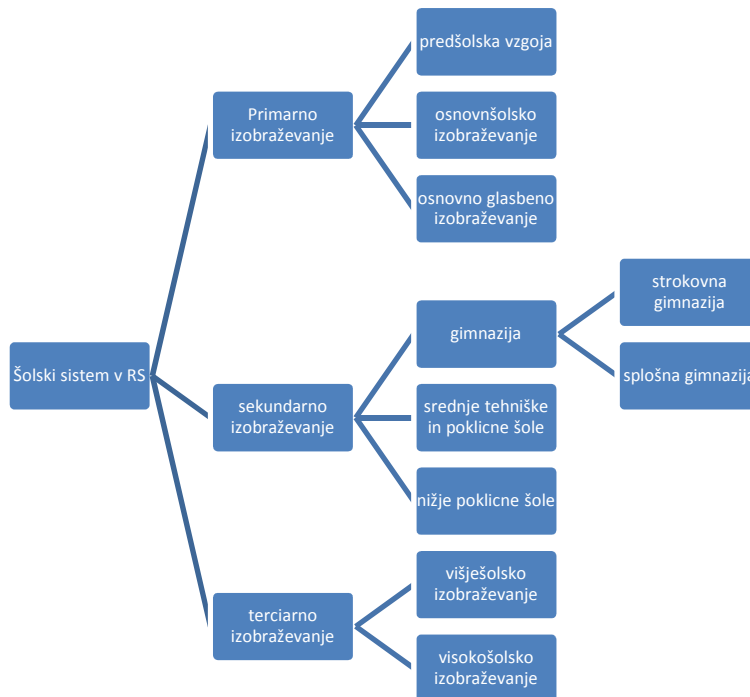 Šolski sistem v RS
Primarno
izobraževanje
predšolska vzgoja
osnovnšolsko
izobraževanje
osnovno glasbeno
izobraževanje
sekundarno
izobraževanje
gimnazija
strokovna
gimnazija
splošna gimnazija
srednje tehniške
in poklicne šole
nižje poklicne šole
terciarno
izobraževanje
višješolsko
izobraževanje
visokošolsko
izobraževanje